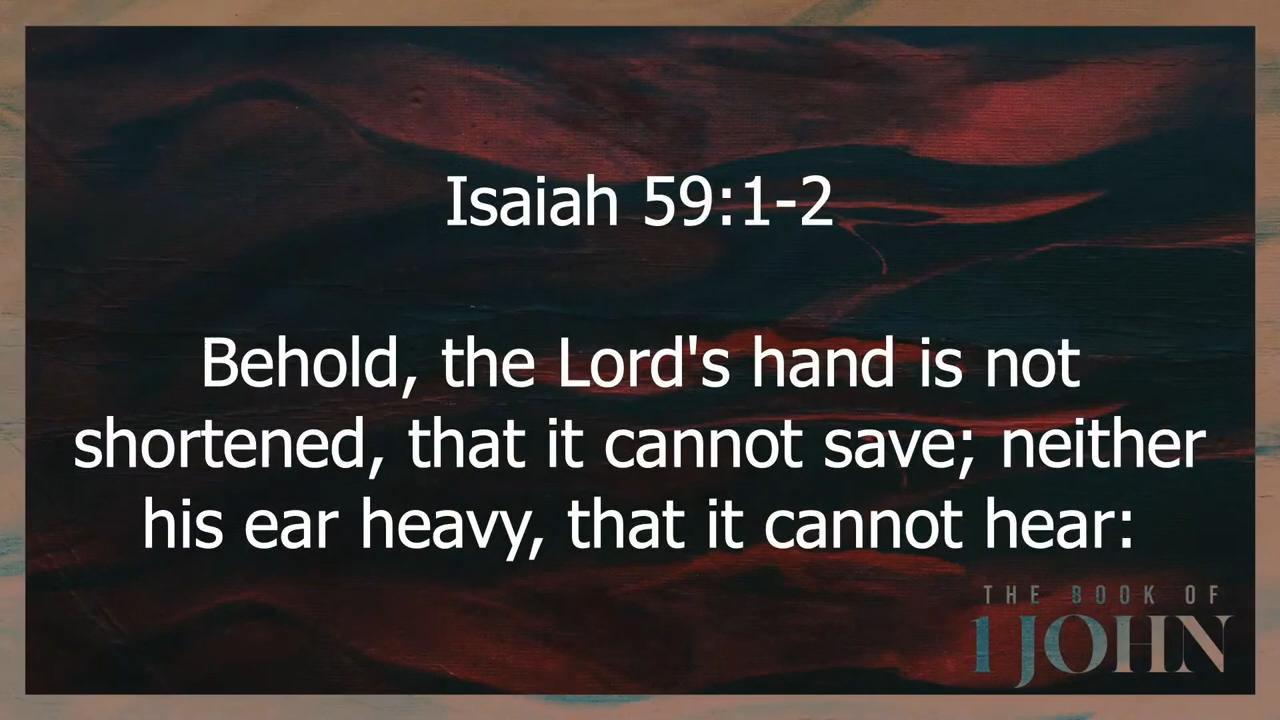 Isaiah 59:1-2
Behold, the Lord's hand is not
shortened, that it cannot save; neither
his ear heavy, that it cannot hear:
THE BOOK OF
1 JOHN